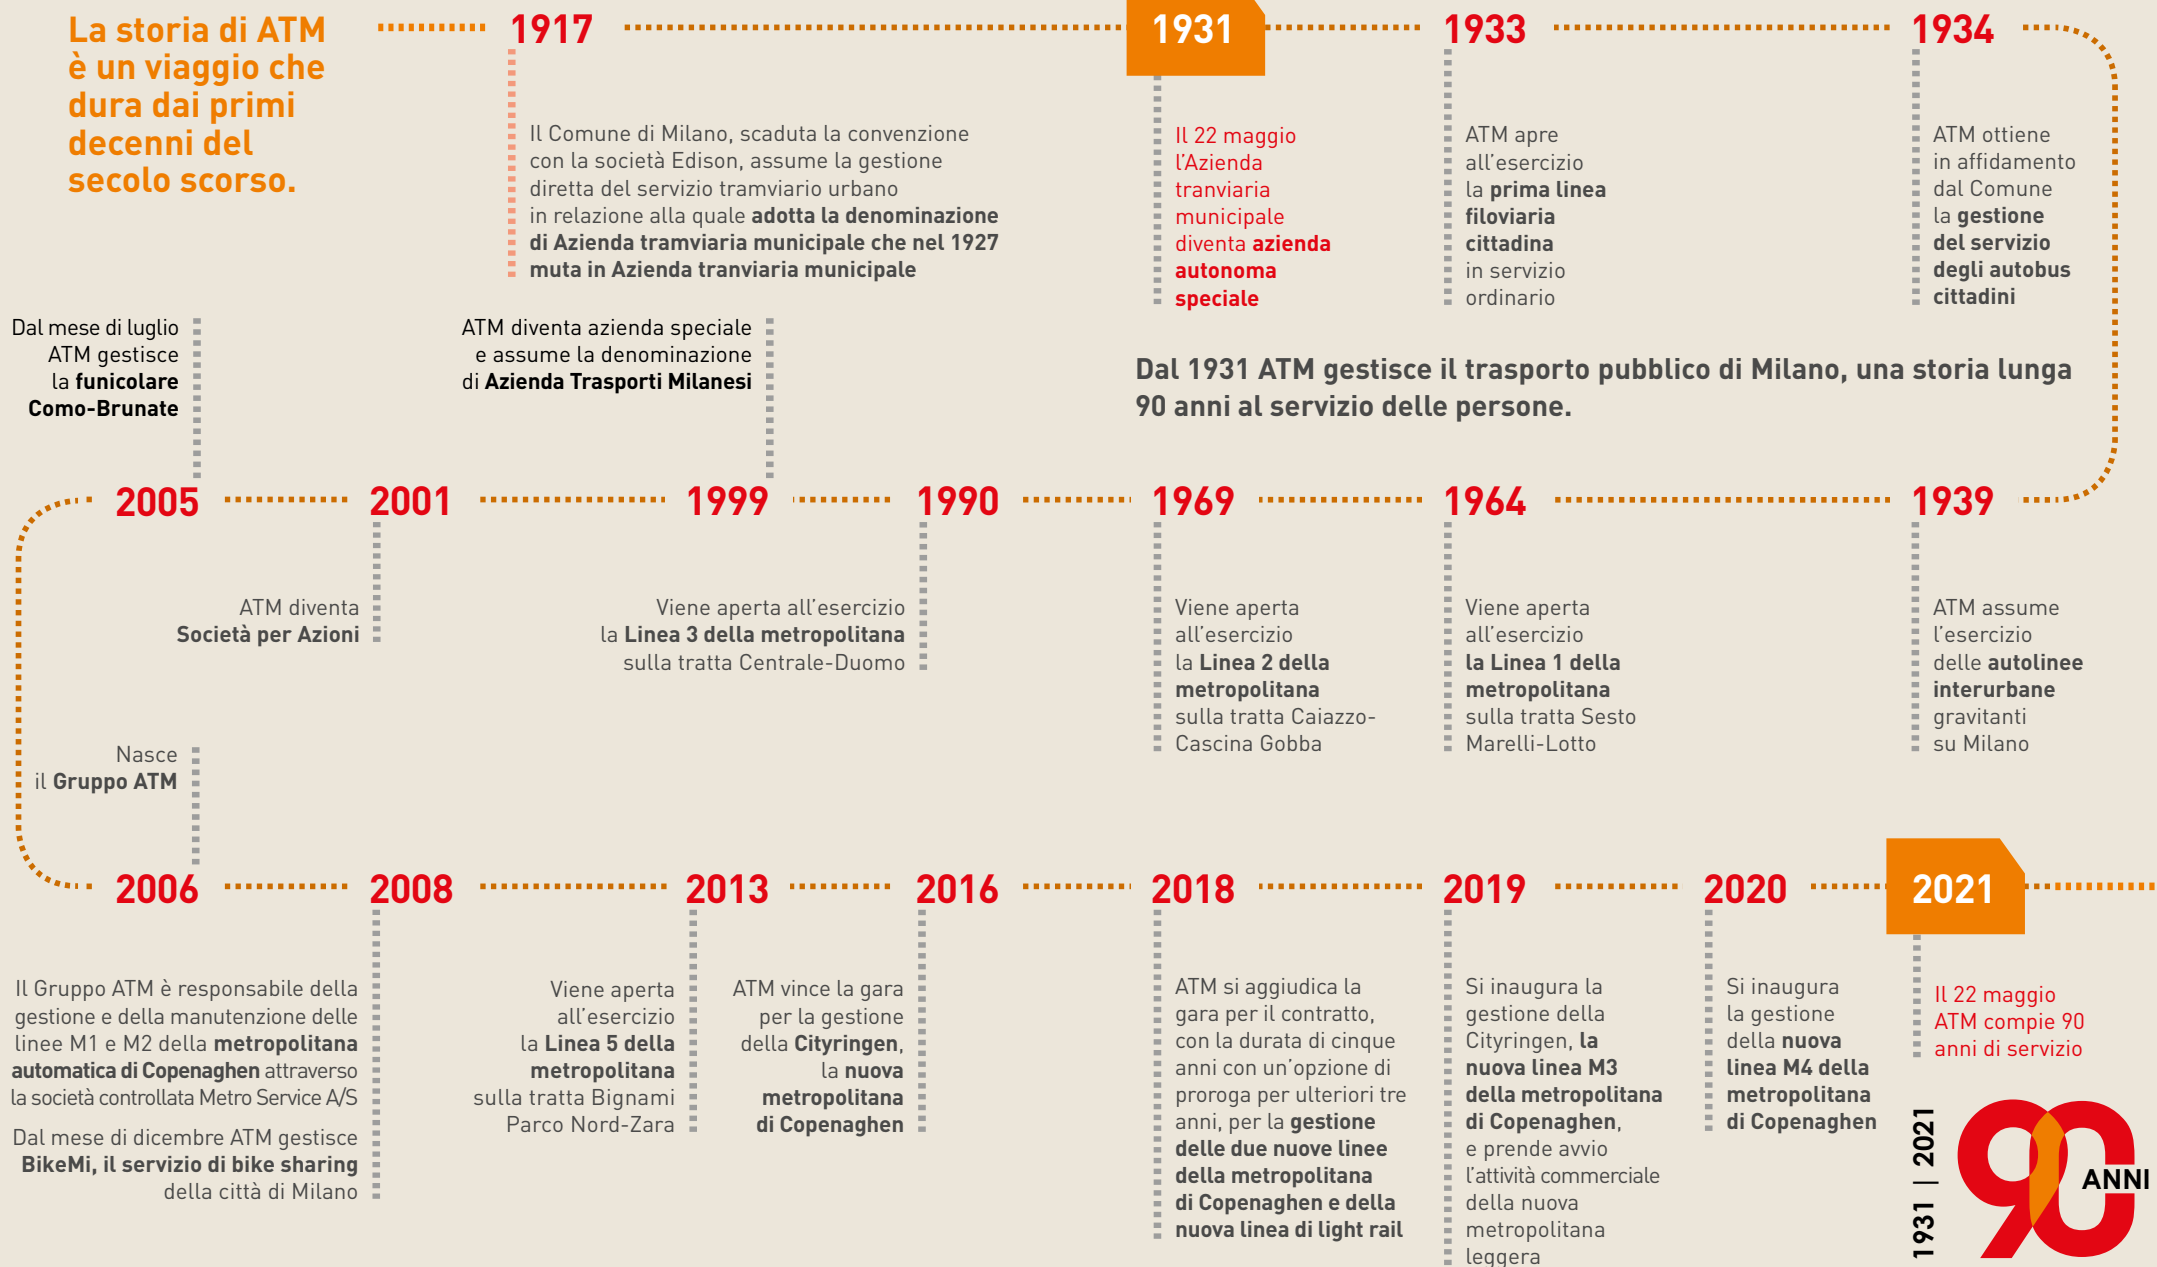 La storia di ATM
è un viaggio che
dura dai primi
decenni del
secolo scorso.
1917
Il Comune di Milano, scaduta la convenzione
con la società Edison, assume la gestione
diretta del servizio tramviario urbano
in relazione alla quale adotta la denominazione
di Azienda tramviaria municipale che nel 1927
muta in Azienda tranviaria municipale
1931
Il 22 maggio
l'Azienda
tranviaria
municipale
diventa azienda
autonoma
speciale
1933
ATM apre
all'esercizio
la prima linea
filoviaria
cittadina
in servizio
ordinario
1934
ATM ottiene
in affidamento
dal Comune
la gestione
del servizio
degli autobus
cittadini
Dal 1931 ATM gestisce il trasporto pubblico di Milano, una storia lunga
90 anni al servizio delle persone.
1939
ATM assume
l'esercizio
delle autolinee
interurbane
gravitanti
su Milano
1964
Viene aperta
all'esercizio
la Linea 1 della
metropolitana
sulla tratta Sesto
Marelli-Lotto
1969
Viene aperta
all'esercizio
la Linea 2 della
metropolitana
sulla tratta Caiazzo-
Cascina Gobba
1990
Viene aperta all'esercizio
la Linea 3 della metropolitana
sulla tratta Centrale-Duomo
1999
ATM diventa azienda speciale
e assume la denominazione
di Azienda Trasporti Milanesi
2001
ATM diventa
Società per Azioni
2005
Dal mese di luglio
ATM gestisce
la funicolare
Como-Brunate
2006
Nasce
il Gruppo ATM
2008
Il Gruppo ATM è responsabile della
gestione e della manutenzione delle
linee M1 e M2 della metropolitana
automatica di Copenaghen attraverso
la società controllata Metro Service A/S
Dal mese di dicembre ATM gestisce
BikeMi, il servizio di bike sharing
della città di Milano
2013
Viene aperta
all'esercizio
la Linea 5 della
metropolitana
sulla tratta Bignami
Parco Nord-Zara
2016
ATM vince la gara
per la gestione
della Cityringen,
la nuova
metropolitana
di Copenaghen
2018
ATM si aggiudica la
gara per il contratto,
con la durata di cinque
anni con un'opzione di
proroga per ulteriori tre
anni, per la gestione
delle due nuove linee
della metropolitana
di Copenaghen e della
nuova linea di light rail
2019
Si inaugura la
gestione della
Cityringen, la
nuova linea M3
della metropolitana
di Copenaghen,
e prende avvio
l'attività commerciale
della nuova
metropolitana
leggera
2020
Si inaugura
la gestione
della nuova
linea M4 della
metropolitana
di Copenaghen
2021
Il 22 maggio
ATM compie 90
anni di servizio
1931 | 2021
90
ANNI